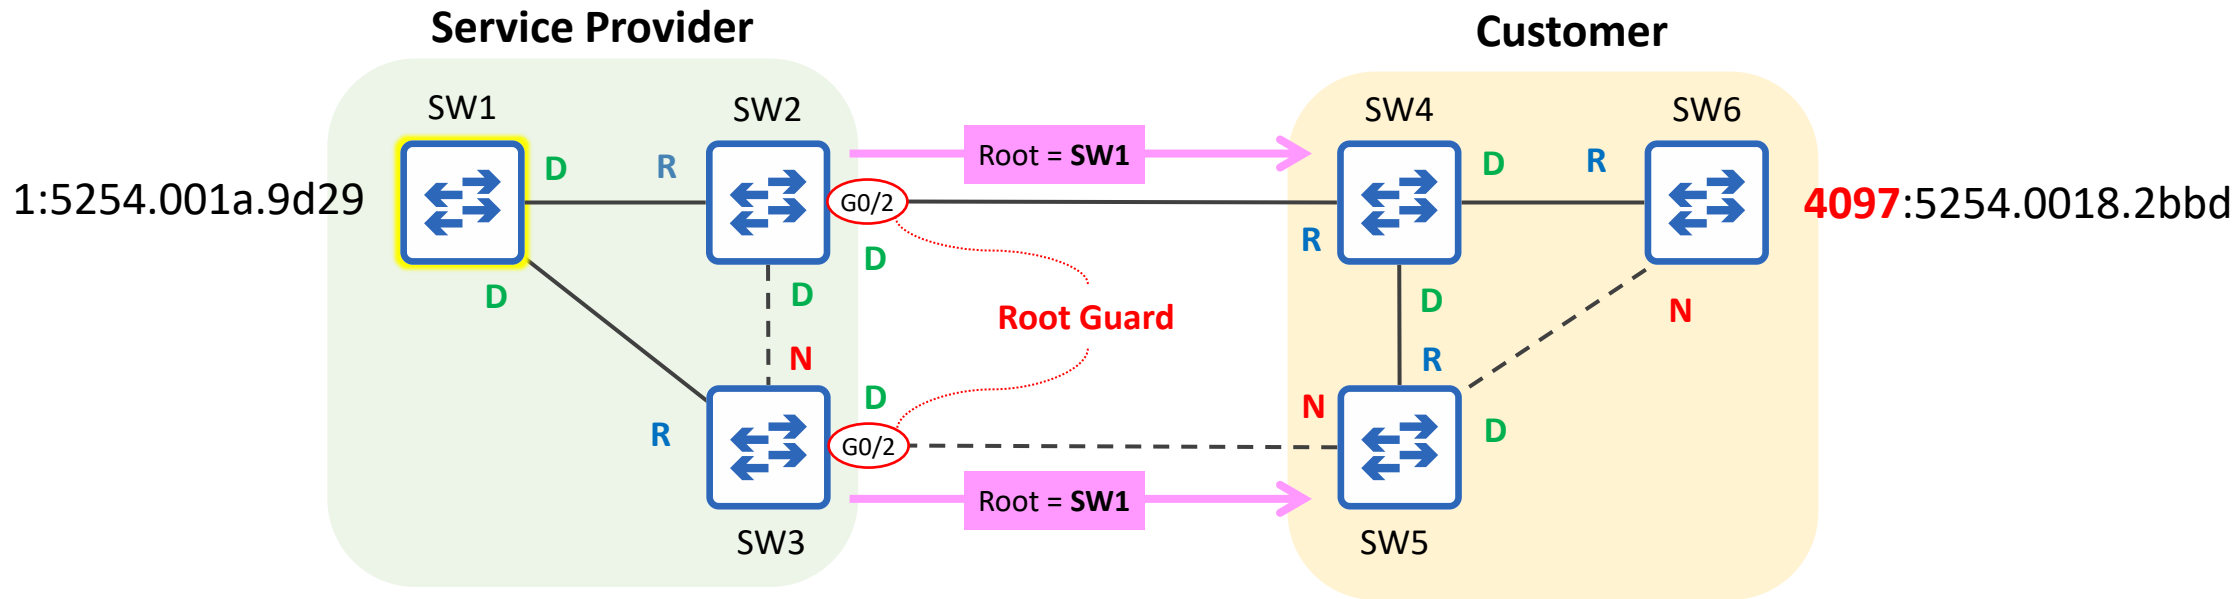 Service Provider
Customer
SW1
SW2
SW4
SW6
Root = SW1
D
R
D
R
1:5254.001a.9d29
G0/2
4097:5254.0018.2bbd
R
D
D
D
D
N
Root Guard
N
R
D
N
R
D
G0/2
Root = SW1
SW3
SW5